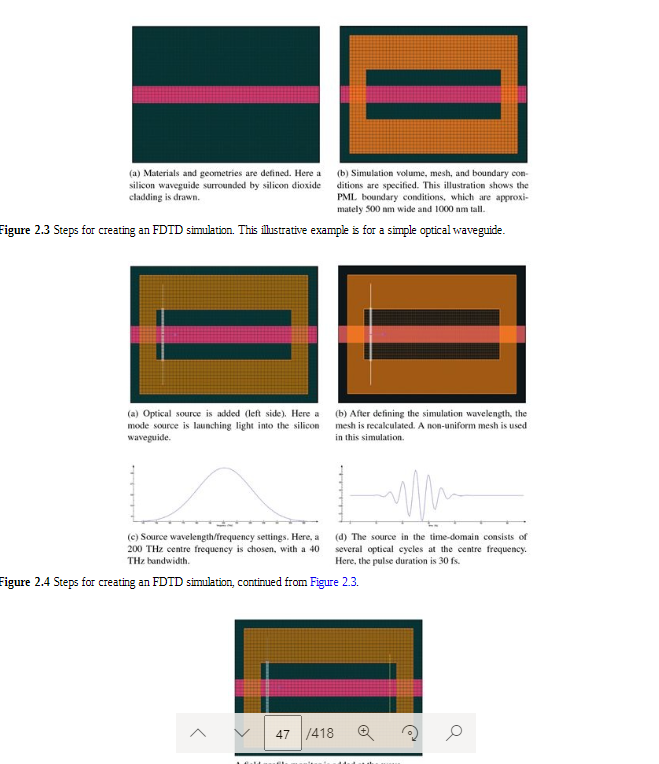 (a) Materials and geometries are defined. Here a
silicon waveguide surrounded by silicon dioxide
cladding is drawn.
(b) Simulation volume, mesh, and boundary con-
ditions are specified. This illustration shows the
PML boundary conditions, which are approxi-
mately 500 nm wide and 1000 nm tall.
Figure 2.3 Steps for creating an FDTD simulation. This illustrative example is for a simple optical waveguide.
(a) Optical source is added (left side). Here a
mode source is launching light into the silicon
waveguide.
(b) After defining the simulation wavelength, the
mesh is recalculated. A non-uniform mesh is used
in this simulation.
(c) Source wavelength/frequency settings. Here, a
200 THz centre frequency is chosen, with a 40
THz bandwidth.
(d) The source in the time-domain consists of
several optical cycles at the centre frequency.
Here, the pulse duration is 30 fs.
Figure 2.4 Steps for creating an FDTD simulation, continued from Figure 2.3.
47 /418